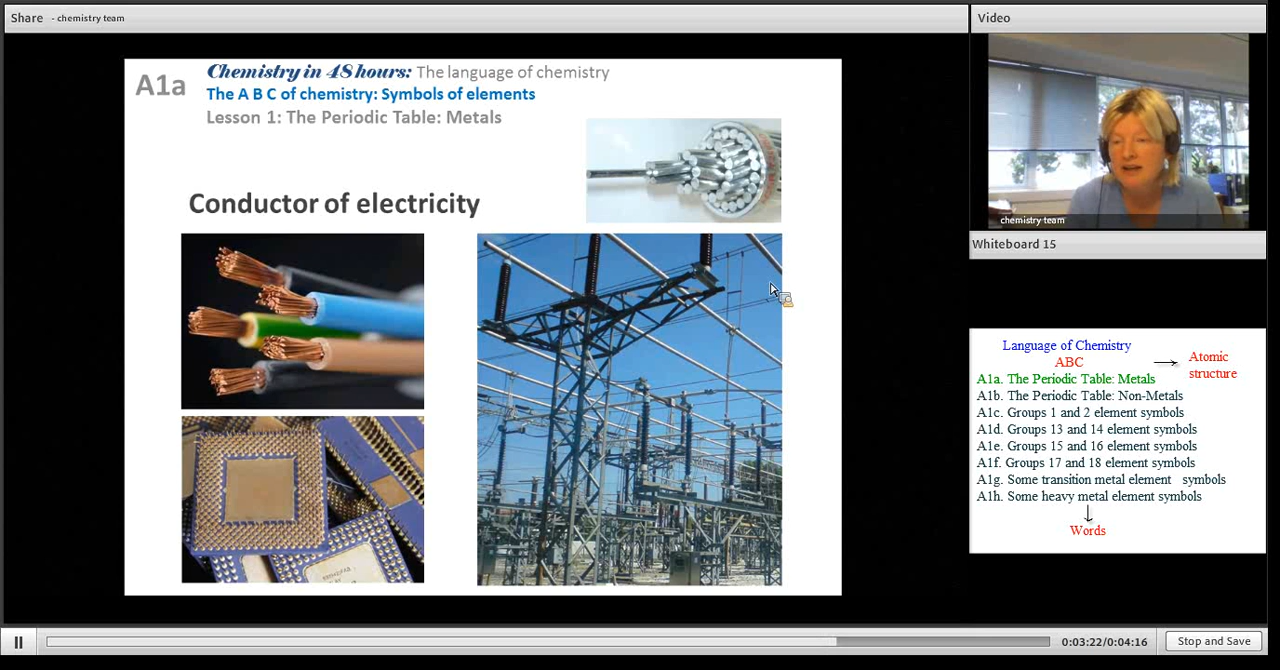 Share - chemistry team
Video
A1a
Chemistry in 48 hours: The language of chemistry
The A B C of chemistry: Symbols of elements
Lesson 1: The Periodic Table: Metals
Conductor of electricity
chemistry team
Whiteboard 15
Language of Chemistry
ABC
Atomic
structure
A1a. The Periodic Table: Metals
A1b. The Periodic Table: Non-Metals
A1c. Groups 1 and 2 element symbols
A1d. Groups 13 and 14 element symbols
A1e. Groups 15 and 16 element symbols
A1f. Groups 17 and 18 element symbols
A1g. Some transition metal element symbols
A1h. Some heavy metal element symbols
Words
0:03:22/0:04:16
Stop and Save